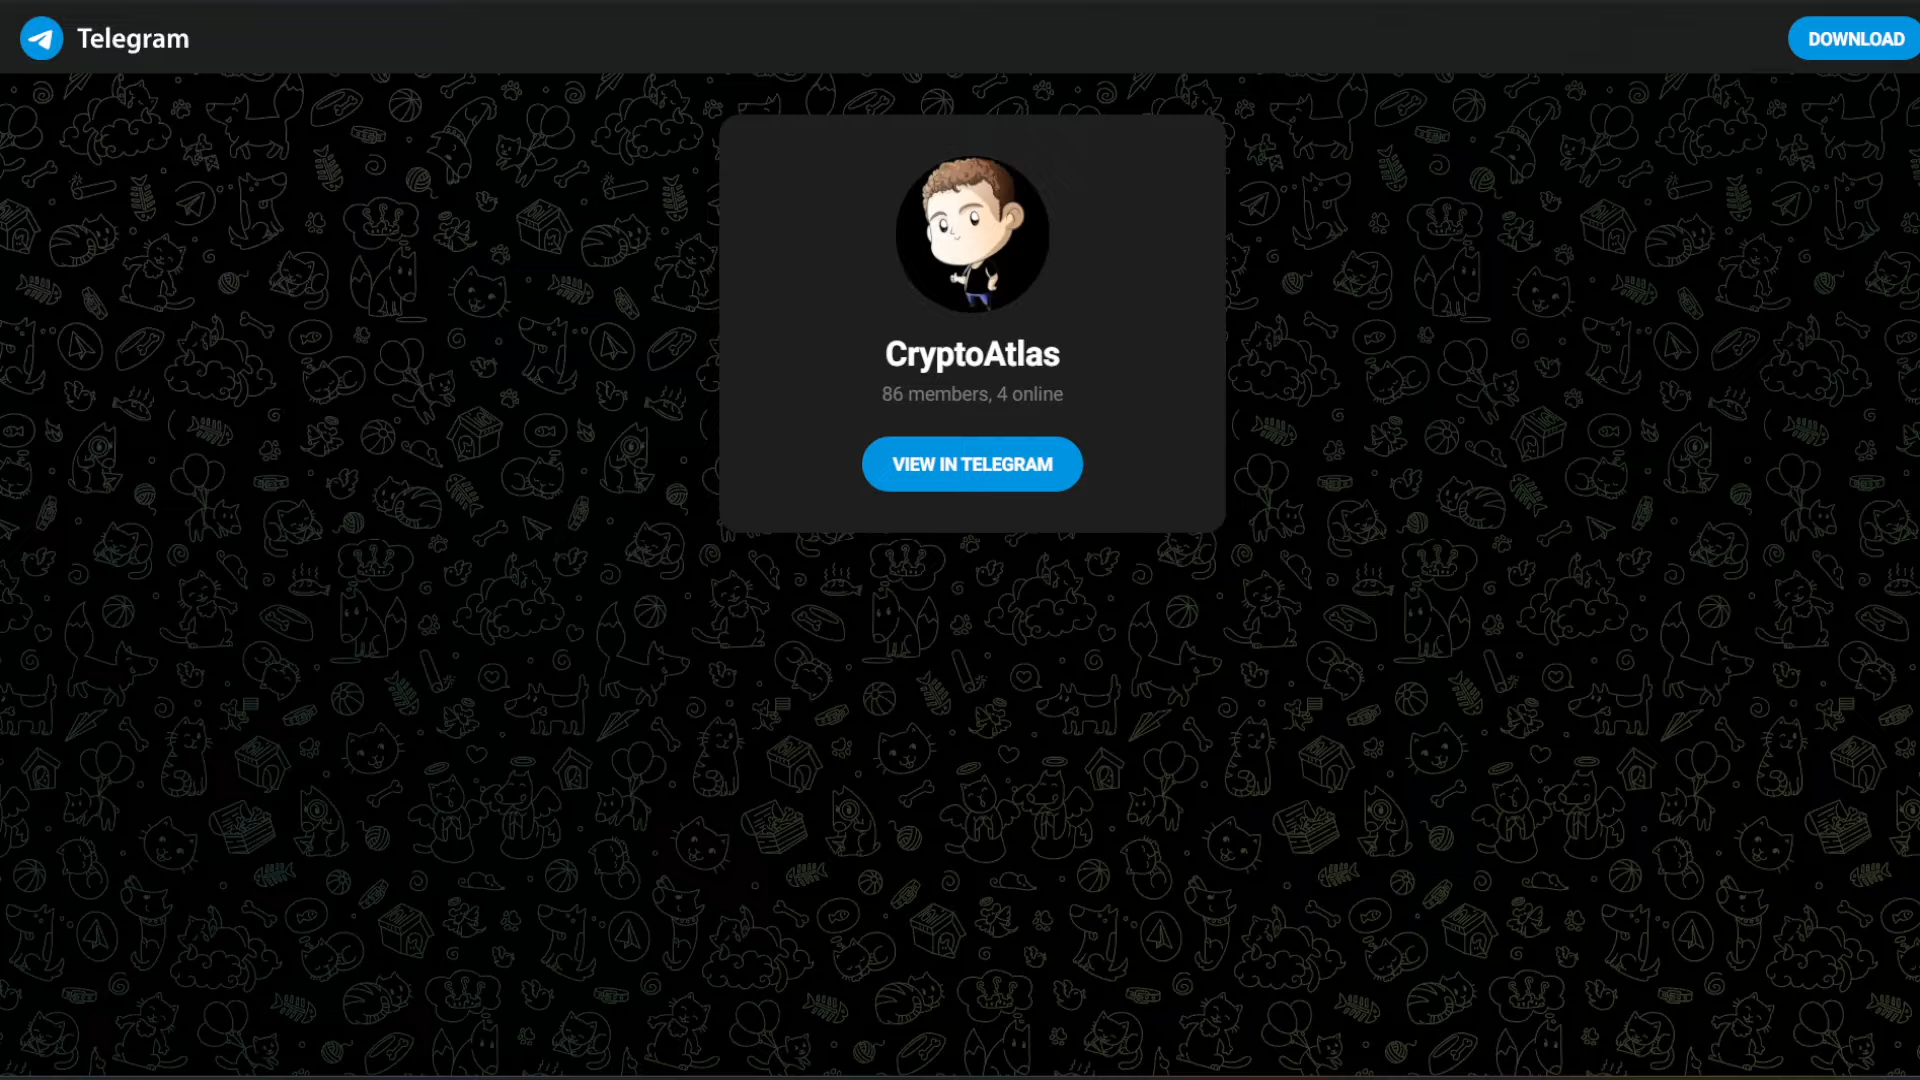 Telegram
DOWNLOAD
CryptoAtlas
86 members, 4 online
VIEW IN TELEGRAM